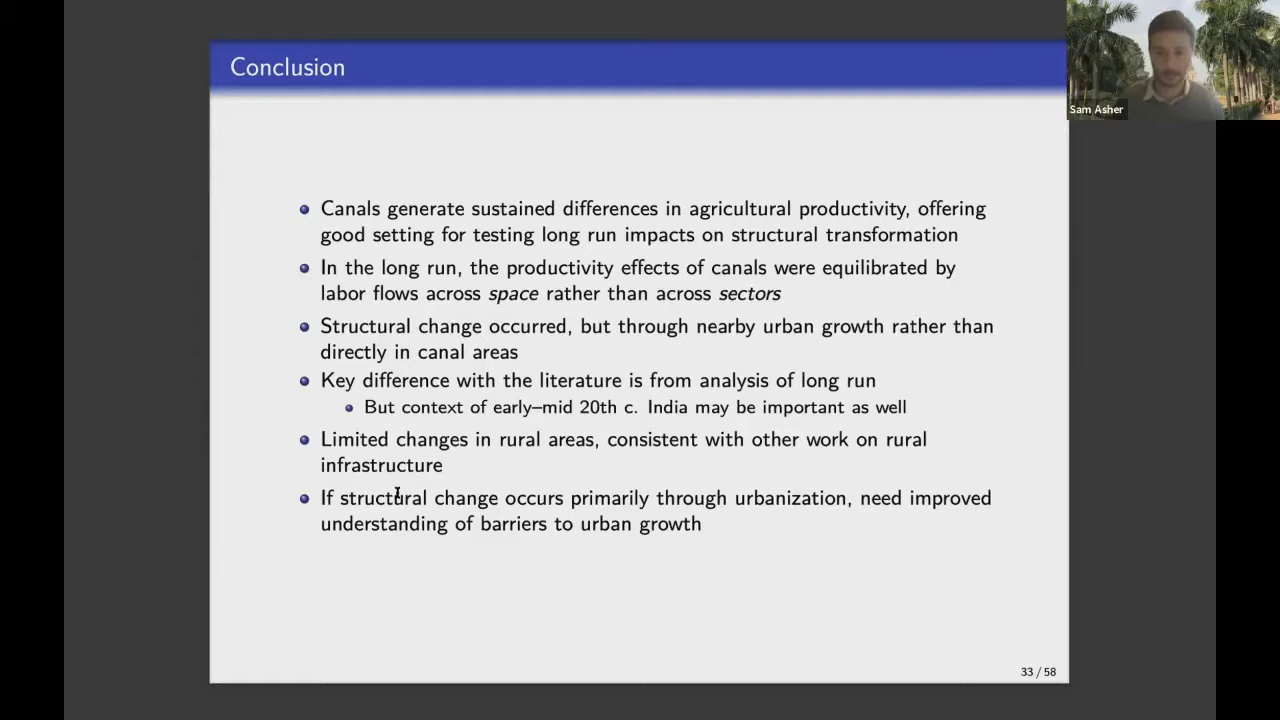 Conclusion
Sam Asher
Canals generate sustained differences in agricultural productivity, offering
good setting for testing long run impacts on structural transformation
In the long run, the productivity effects of canals were equilibrated by
labor flows across space rather than across sectors
Structural change occurred, but through nearby urban growth rather than
directly in canal areas
Key difference with the literature is from analysis of long run
But context of early–mid 20th c. India may be important as well
Limited changes in rural areas, consistent with other work on rural
infrastructure
If structural change occurs primarily through urbanization, need improved
understanding of barriers to urban growth
33 / 58